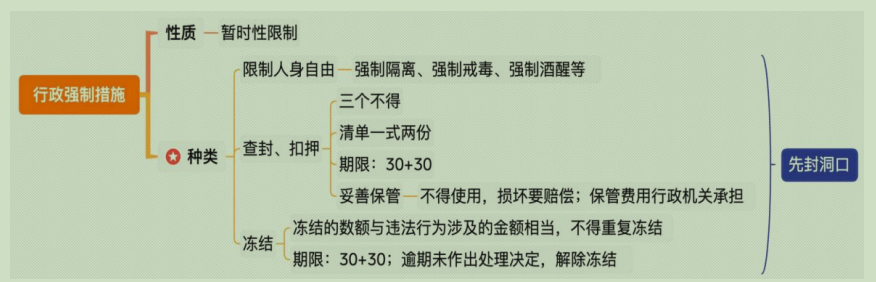 性质
暂时性限制
行政强制措施
种类
限制人身自由
强制隔离、强制戒毒、强制酒醒等
查封、扣押
三个不得
清单一式两份
期限：30+30
妥善保管
不得使用，损坏要赔偿；保管费用行政机关承担
冻结
冻结的数额与违法行为涉及的金额相当，不得重复冻结
期限：30+30；逾期未作出处理决定，解除冻结
先封洞口